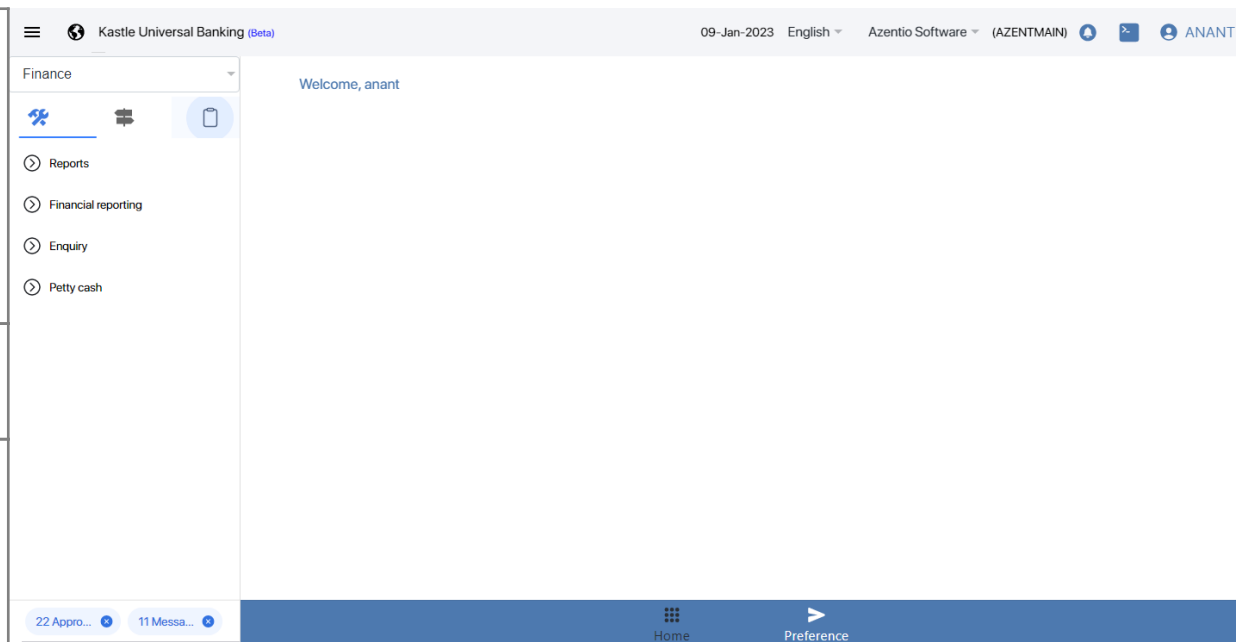 Kastle Universal Banking (Beta)
09-Jan-2023 English Azentio Software (AZENTMAIN) ANANT
Finance
Welcome, anant
Reports
Financial reporting
Enquiry
Petty cash
22 Appro... 11 Messa...
Home Preference